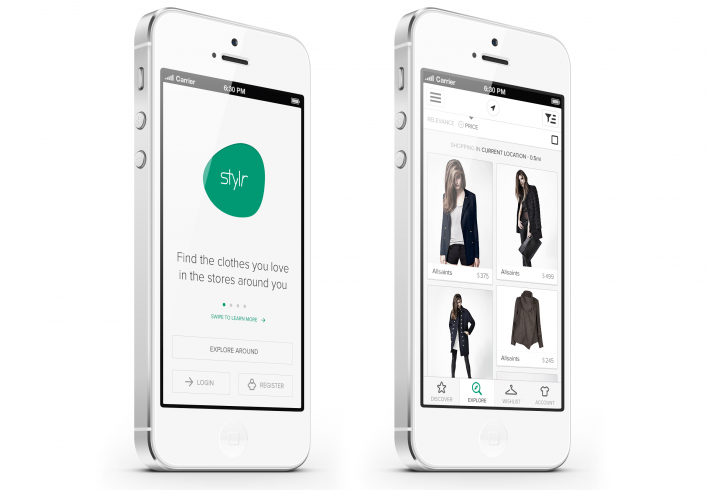 Carrier
6:30 PM
stylr
Find the clothes you love
in the stores around you
SWIPE TO LEARN MORE
EXPLORE AROUND
LOGIN
REGISTER
Carrier
6:30 PM
RELEVANCE PRICE
SHOPPING IN CURRENT LOCATION - 0.5mi
Allsaints $375
Allsaints $499
Allsaints $245
DISCOVER
EXPLORE
WISHLIST
ACCOUNT